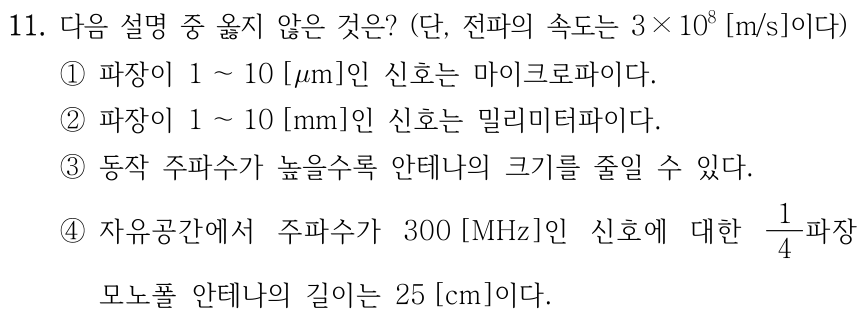 11. 다음 설명 중 옳지 않은 것은? (단, 전파의 속도는 3 × 10⁸ [m/s]이다)
① 파장이 1 ~ 10 [μm]인 신호는 마이크로파이다.
② 파장이 1 ~ 10 [mm]인 신호는 밀리미터파이다.
③ 동작 주파수가 높을수록 안테나의 크기를 줄일 수 있다.
④ 자유공간에서 주파수가 300 [MHz]인 신호에 대한 1/4 파장
모노폴 안테나의 길이는 25 [cm]이다.